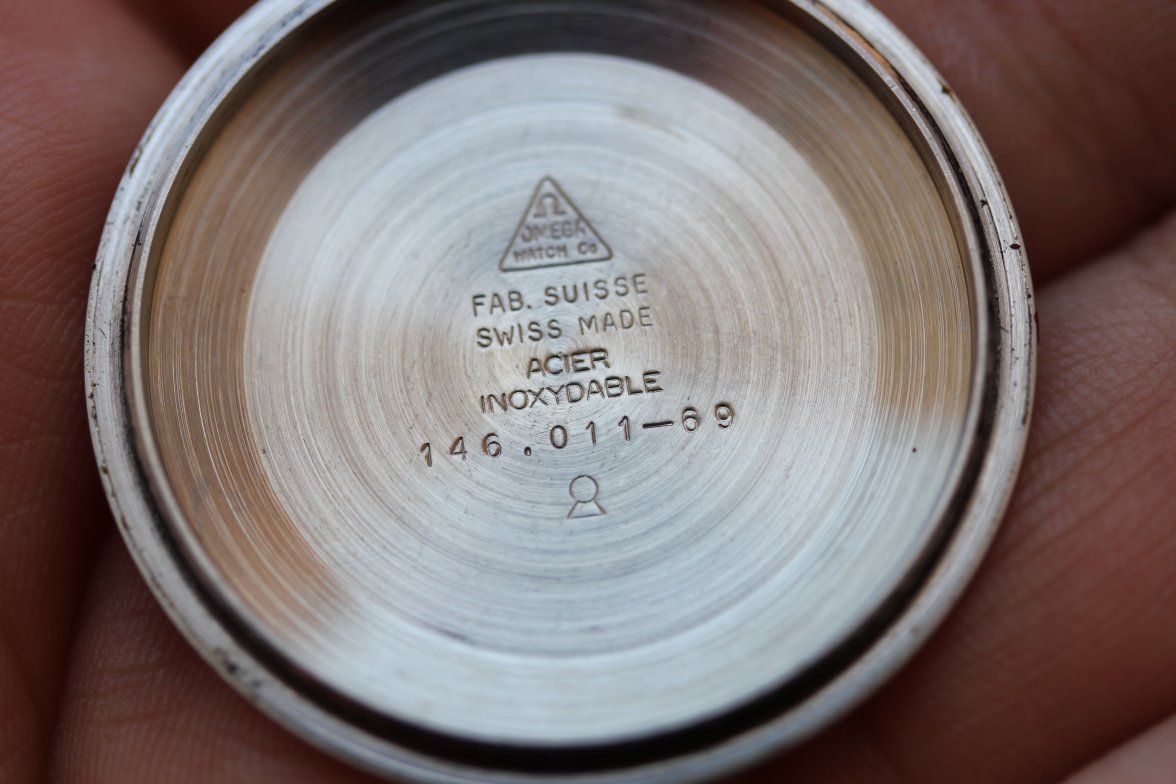 Ω
OMEGA
WATCH Co
FAB. SUISSE
SWISS MADE
ACIER
INOXYDABLE
146.011-69